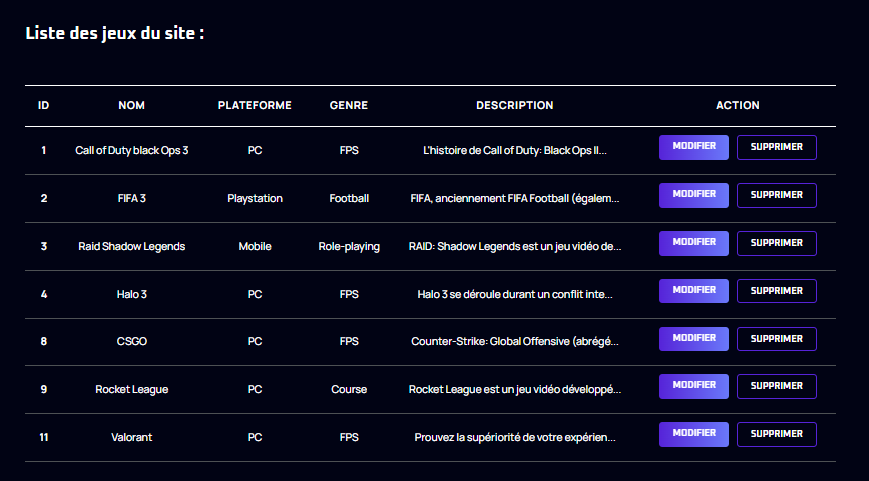 Liste des jeux du site :
ID NOM PLATEFORME GENRE DESCRIPTION ACTION
1 Call of Duty black Ops 3 PC FPS L'histoire de Call of Duty: Black Ops II... MODIFIER SUPPRIMER
2 FIFA 3 Playstation Football FIFA, anciennement FIFA Football (égalem... MODIFIER SUPPRIMER
3 Raid Shadow Legends Mobile Role-playing RAID: Shadow Legends est un jeu vidéo de... MODIFIER SUPPRIMER
4 Halo 3 PC FPS Halo 3 se déroule durant un conflit inte... MODIFIER SUPPRIMER
8 CSGO PC FPS Counter-Strike: Global Offensive (abrégé... MODIFIER SUPPRIMER
9 Rocket League PC Course Rocket League est un jeu vidéo développé... MODIFIER SUPPRIMER
11 Valorant PC FPS Prouvez la supériorité de votre expérien... MODIFIER SUPPRIMER